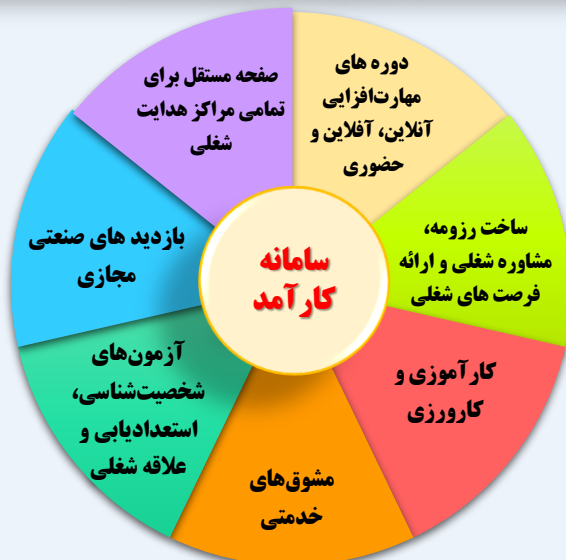 سامانه
کارآمد
دوره های
مهارت‌افزایی
آنلاین، آفلاین و
حضوری
ساخت رزومه،
مشاوره شغلی و ارائه
فرصت های شغلی
کارآموزی و
کارورزی
مشوق‌های
خدمتی
آزمون‌های
شخصیت‌شناسی،
استعدادیابی و
علاقه شغلی
بازدید های صنعتی
مجازی
صفحه مستقل برای
تمامی مراکز هدایت
شغلی